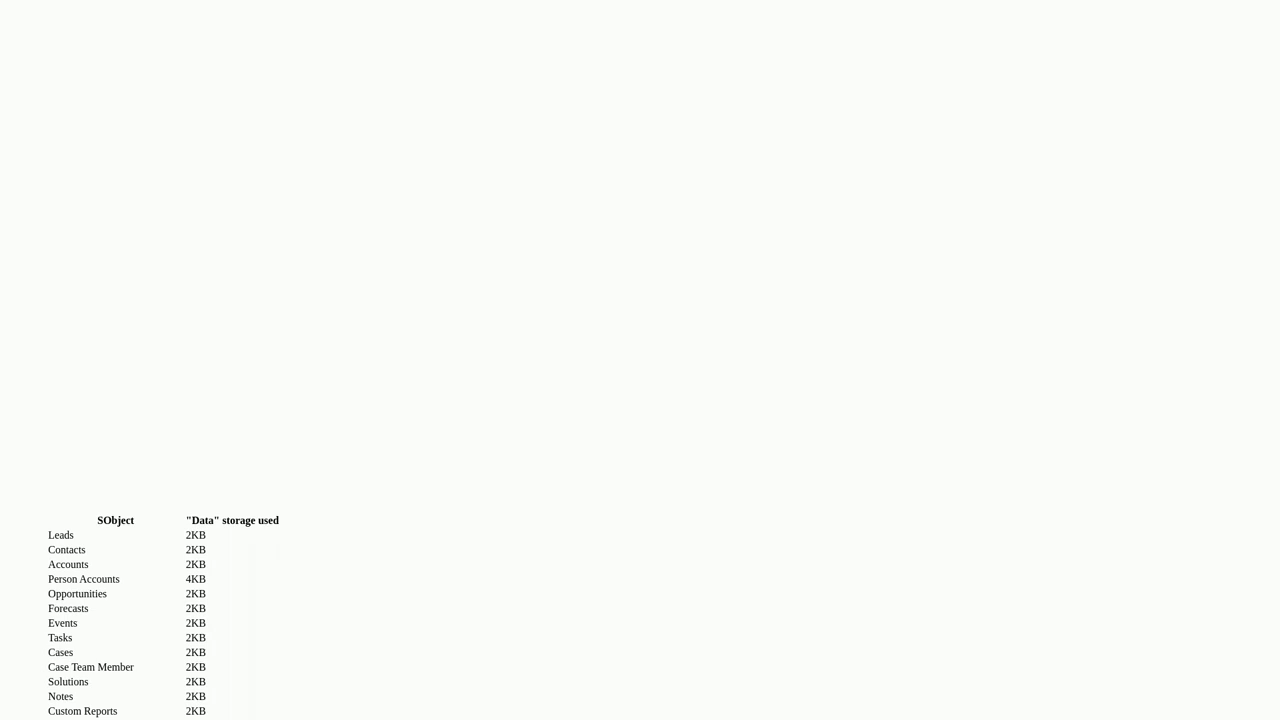 SObject "Data" storage used
Leads 2KB
Contacts 2KB
Accounts 2KB
Person Accounts 4KB
Opportunities 2KB
Forecasts 2KB
Events 2KB
Tasks 2KB
Cases 2KB
Case Team Member 2KB
Solutions 2KB
Notes 2KB
Custom Reports 2KB